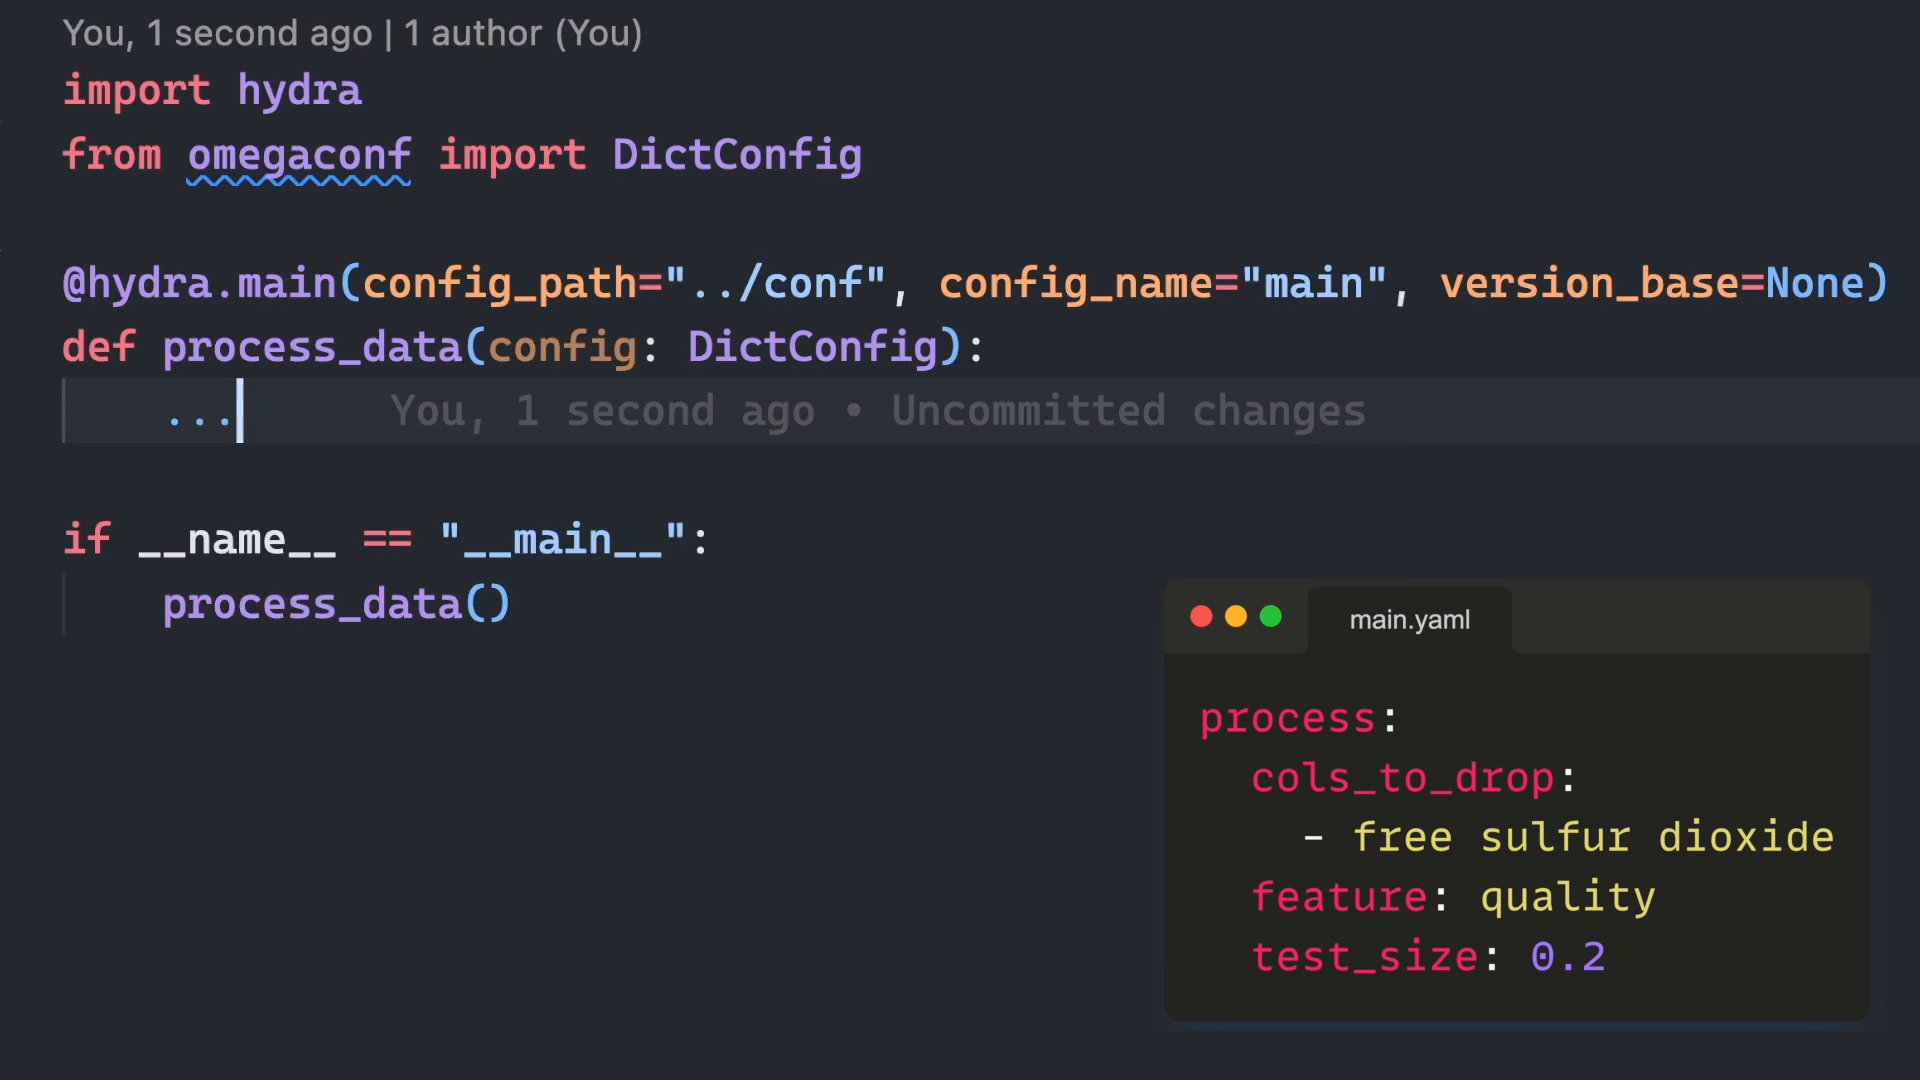 You, 1 second ago | 1 author (You)
import hydra
from omegaconf import DictConfig
@hydra.main(config_path="../conf", config_name="main", version_base=None)
def process_data(config: DictConfig):
    ...    You, 1 second ago • Uncommitted changes
if __name__ == "__main__":
    process_data()
main.yaml
process:
  cols_to_drop:
    - free sulfur dioxide
  feature: quality
  test_size: 0.2